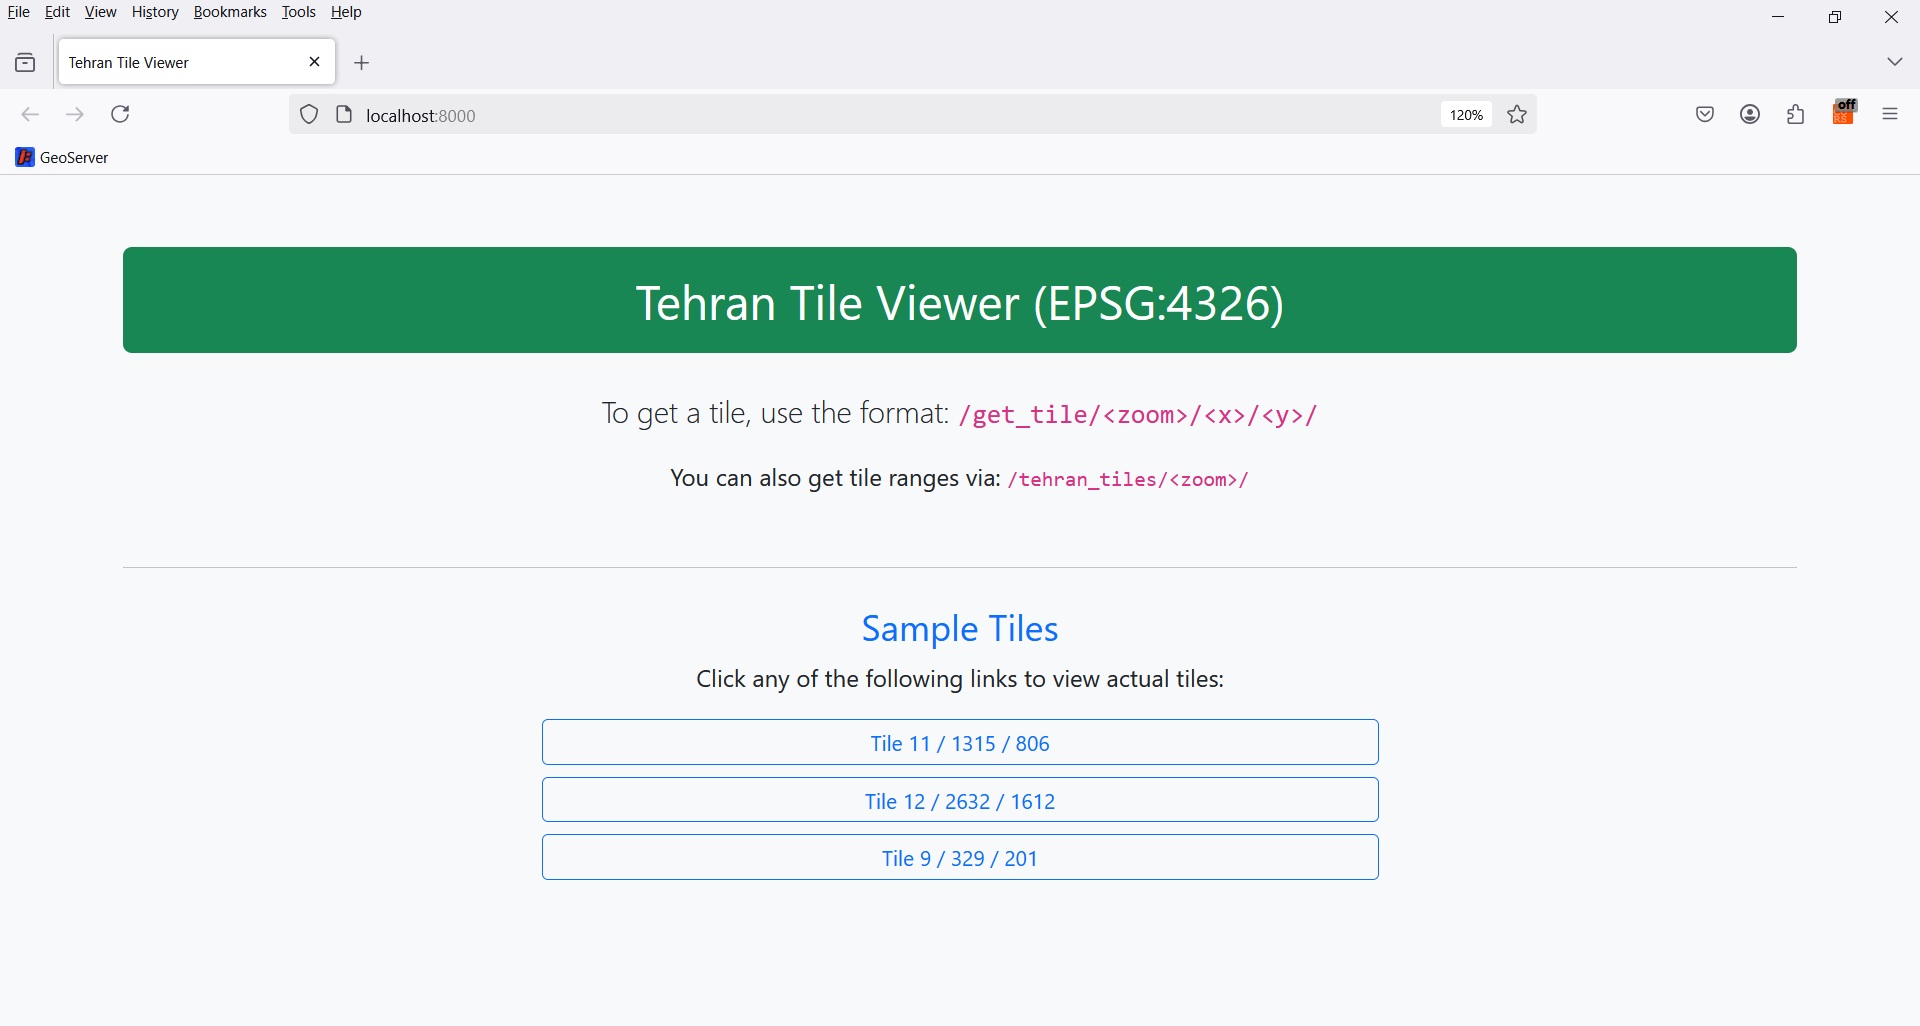 File Edit View History Bookmarks Tools Help
Tehran Tile Viewer
localhost:8000
120%
off
RS
GeoServer
Tehran Tile Viewer (EPSG:4326)
To get a tile, use the format: /get_tile/<zoom>/<x>/<y>/
You can also get tile ranges via: /tehran_tiles/<zoom>/
Sample Tiles
Click any of the following links to view actual tiles:
Tile 11 / 1315 / 806
Tile 12 / 2632 / 1612
Tile 9 / 329 / 201